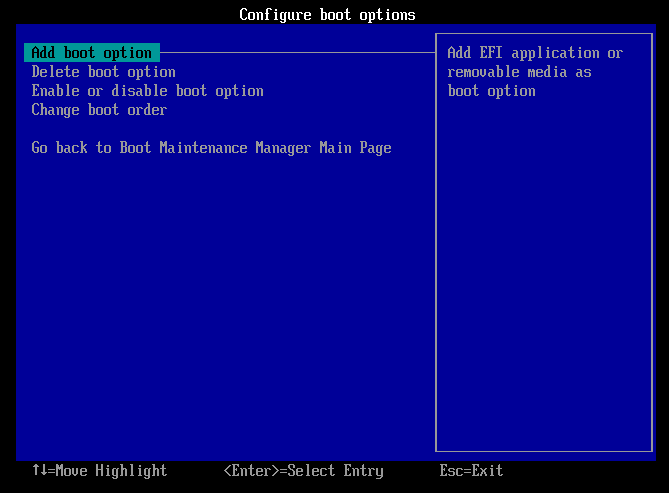 Configure boot options
Add boot option
Delete boot option
Enable or disable boot option
Change boot order
Go back to Boot Maintenance Manager Main Page
Add EFI application or
removable media as
boot option
↑↓=Move Highlight
<Enter>=Select Entry
Esc=Exit